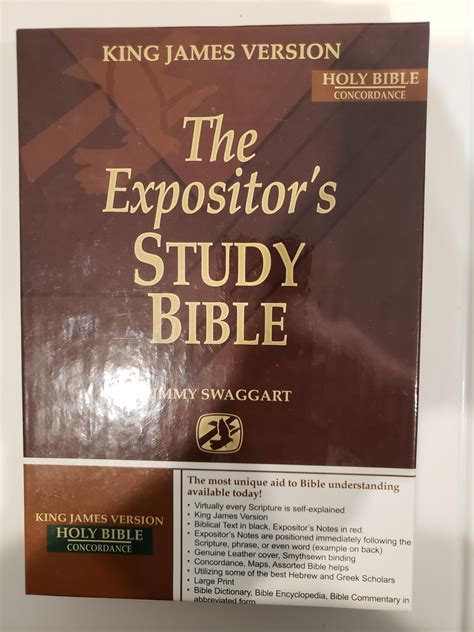 KING JAMES VERSION
HOLY BIBLE
CONCORDANCE
The
Expositor's
STUDY
BIBLE
IMMY SWAGGART
KING JAMES VERSION
HOLY BIBLE
CONCORDANCE
The most unique aid to Bible understanding
available today!
• Virtually every Scripture is self-explained
• King James Version
• Biblical Text in black, Expositor's Notes in red
• Expositor's Notes are positioned immediately following the
Scripture, phrase, or even word (example on back)
• Genuine Leather cover, Smythsewn binding
• Concordance, Maps, Assorted Bible helps
• Utilizing some of the best Hebrew and Greek Scholars
• Large Print
• Bible Dictionary, Bible Encyclopedia, Bible Commentary in
abbreviated form